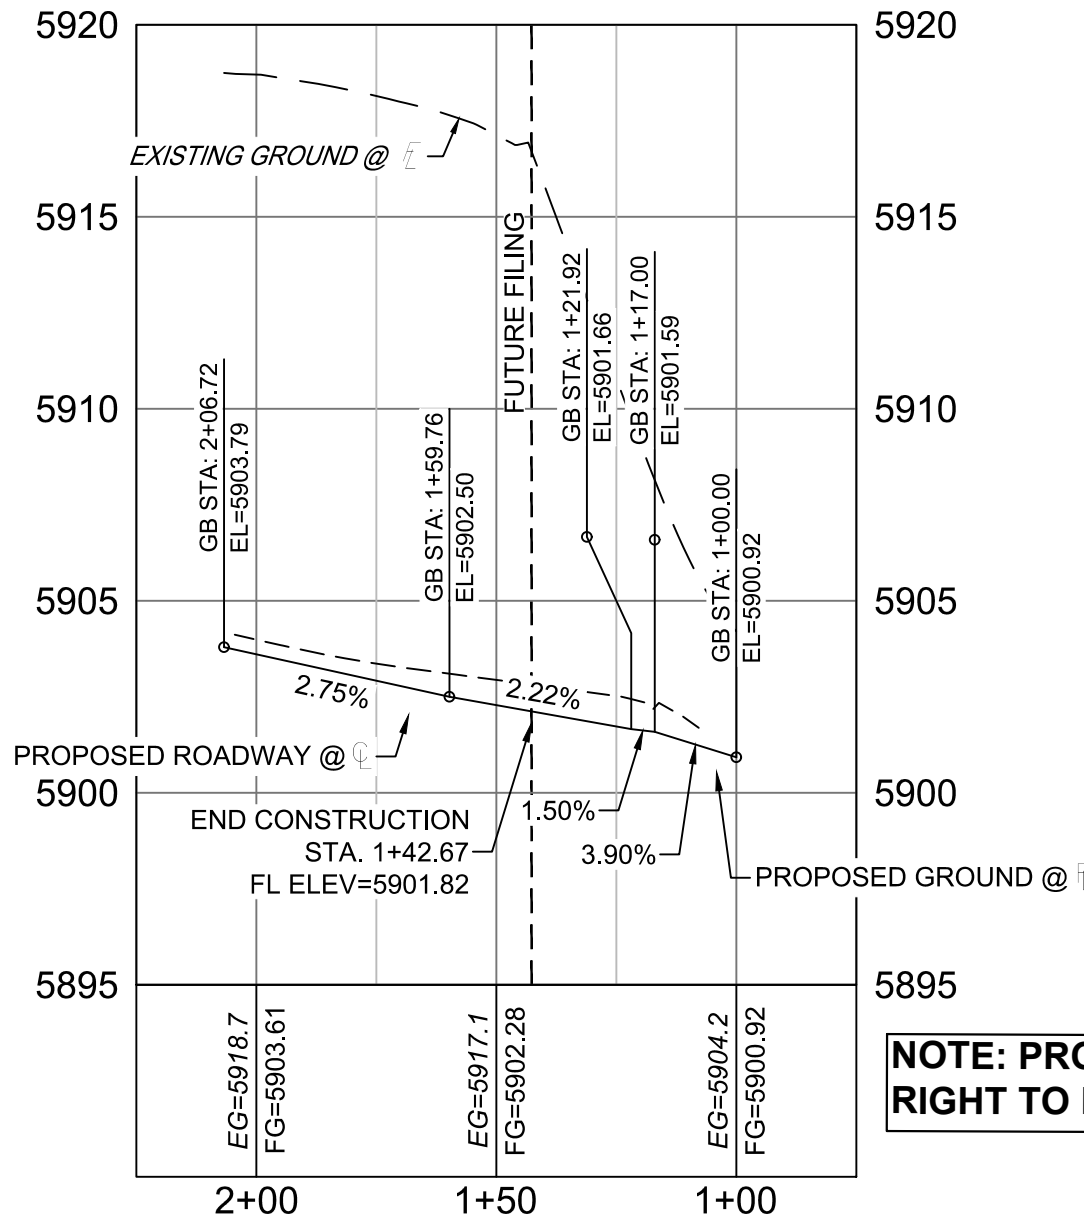 5920
5920
EXISTING GROUND @ FL
5915
5915
FUTURE FILING
GB STA: 1+21.92
EL=5901.66
GB STA: 1+17.00
EL=5901.59
5910
5910
GB STA: 2+06.72
EL=5903.79
GB STA: 1+59.76
EL=5902.50
GB STA: 1+00.00
EL=5900.92
5905
5905
2.75%
2.22%
PROPOSED ROADWAY @ CL
5900
5900
1.50%
END CONSTRUCTION
STA. 1+42.67
FL ELEV=5901.82
3.90%
PROPOSED GROUND @
5895
5895
EG=5918.7
FG=5903.61
EG=5917.1
FG=5902.28
EG=5904.2
FG=5900.92
NOTE: PRO
RIGHT TO
2+00
1+50
1+00